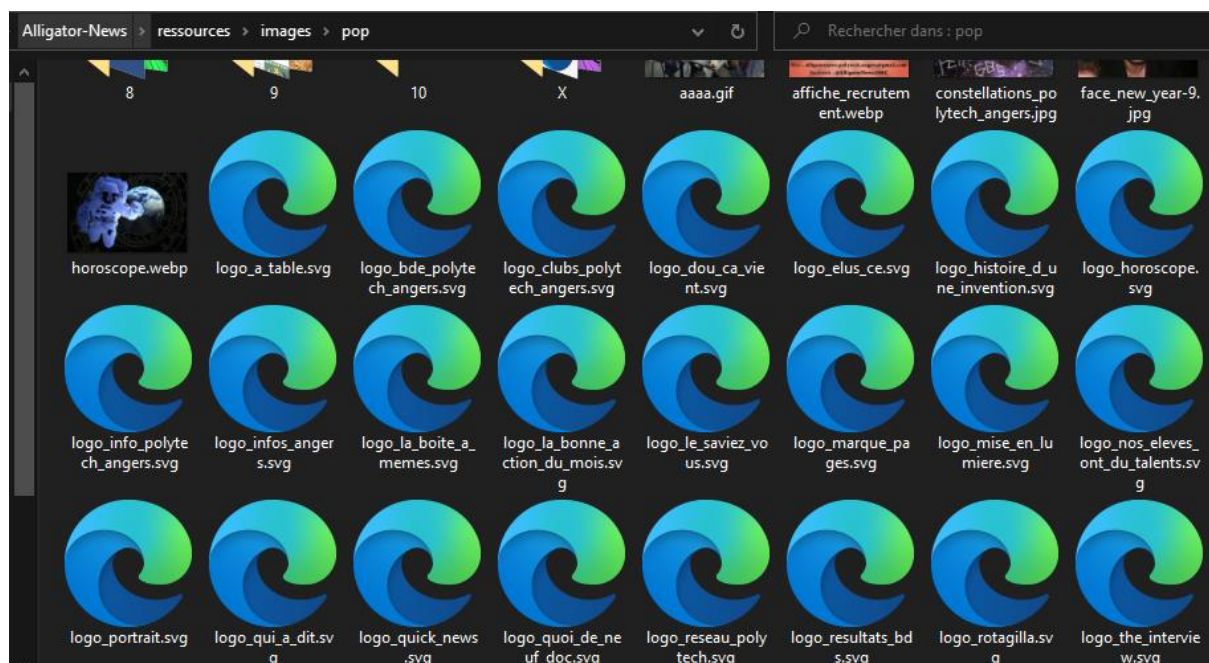 Alligator-News > ressources > images > pop
Rechercher dans : pop
8
9
10
X
aaaa.gif
affiche_recrutem
ent.webp
constellations_po
lytech_angers.jpg
face_new_year-9.
jpg
horoscope.webp
logo_a_table.svg
logo_bde_polyte
ch_angers.svg
logo_clubs_polyt
ech_angers.svg
logo_dou_ca_vie
nt.svg
logo_elus_ce.svg
logo_histoire_d_u
ne_invention.svg
logo_horoscope.
svg
logo_info_polyte
ch_angers.svg
logo_infos_anger
s.svg
logo_la_boite_a_
memes.svg
logo_la_bonne_a
ction_du_mois.sv
g
logo_le_saviez_vo
us.svg
logo_marque_pa
ges.svg
logo_mise_en_lu
miere.svg
logo_nos_eleves_
ont_du_talents.sv
g
logo_portrait.svg
logo_qui_a_dit.sv
g
logo_quick_news
.svg
logo_quoi_de_ne
uf_doc.svg
logo_reseau_poly
tech.svg
logo_resultats_bd
s.svg
logo_rotagilla.sv
g
logo_the_intervie
w.svg